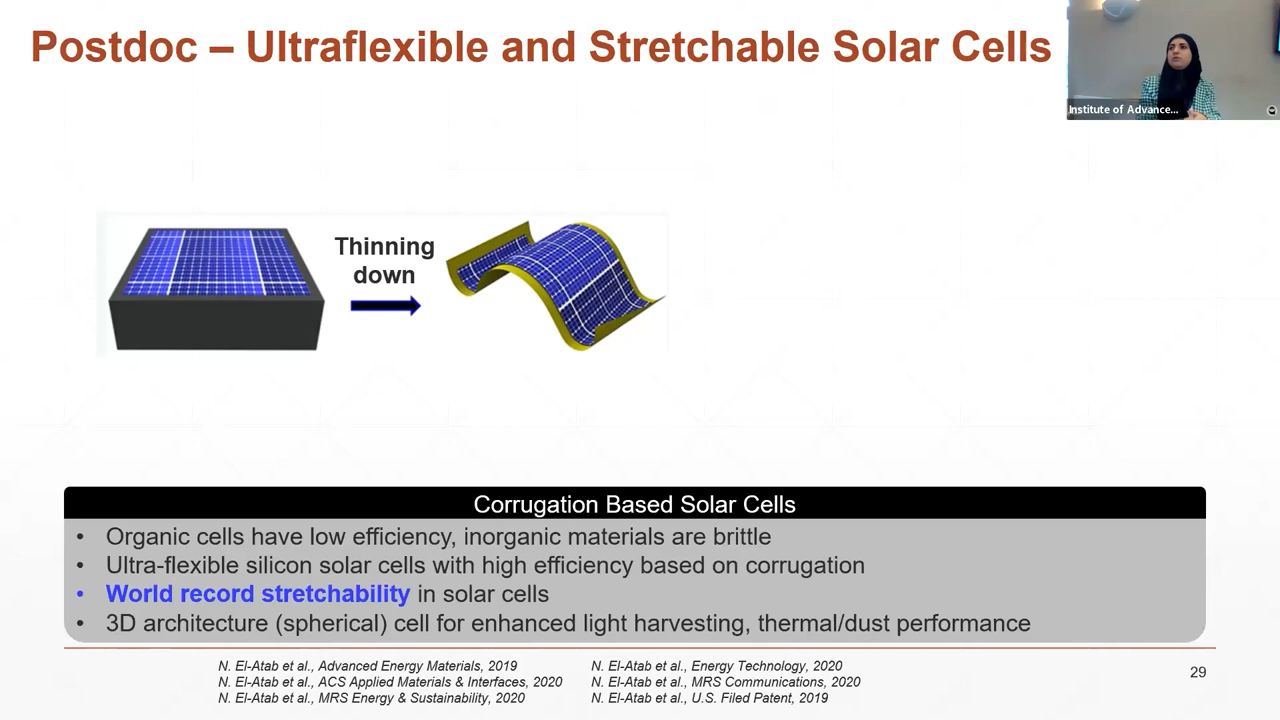 Postdoc – Ultraflexible and Stretchable Solar Cells
Institute of Advance...
Thinning
down
Corrugation Based Solar Cells
• Organic cells have low efficiency, inorganic materials are brittle
• Ultra-flexible silicon solar cells with high efficiency based on corrugation
• World record stretchability in solar cells
• 3D architecture (spherical) cell for enhanced light harvesting, thermal/dust performance
N. El-Atab et al., Advanced Energy Materials, 2019
N. El-Atab et al., ACS Applied Materials & Interfaces, 2020
N. El-Atab et al., MRS Energy & Sustainability, 2020
N. El-Atab et al., Energy Technology, 2020
N. El-Atab et al., MRS Communications, 2020
N. El-Atab et al., U.S. Filed Patent, 2019
29